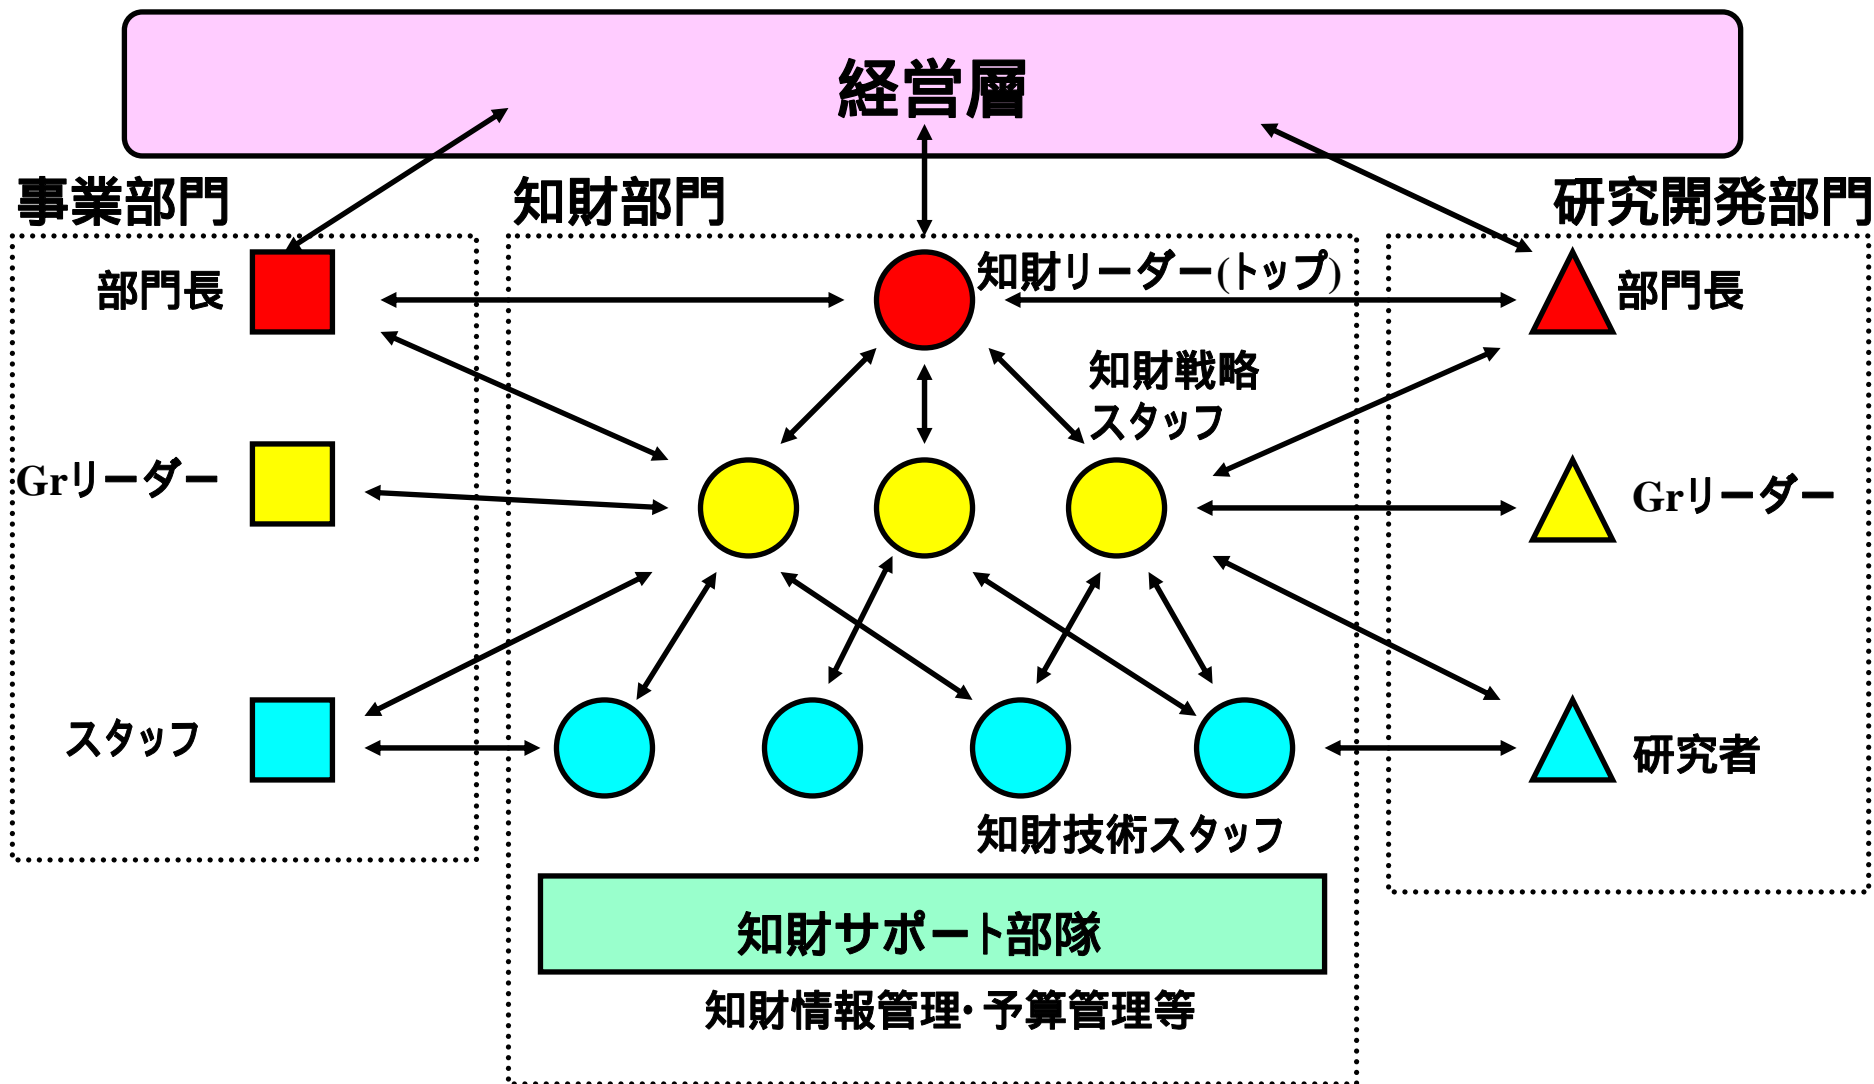 経営層
事業部門
知財部門
研究開発部門
部門長
知財リーダー(トップ)
部門長
知財戦略
スタッフ
Grリーダー
Grリーダー
スタッフ
研究者
知財技術スタッフ
知財サポート部隊
知財情報管理・予算管理等